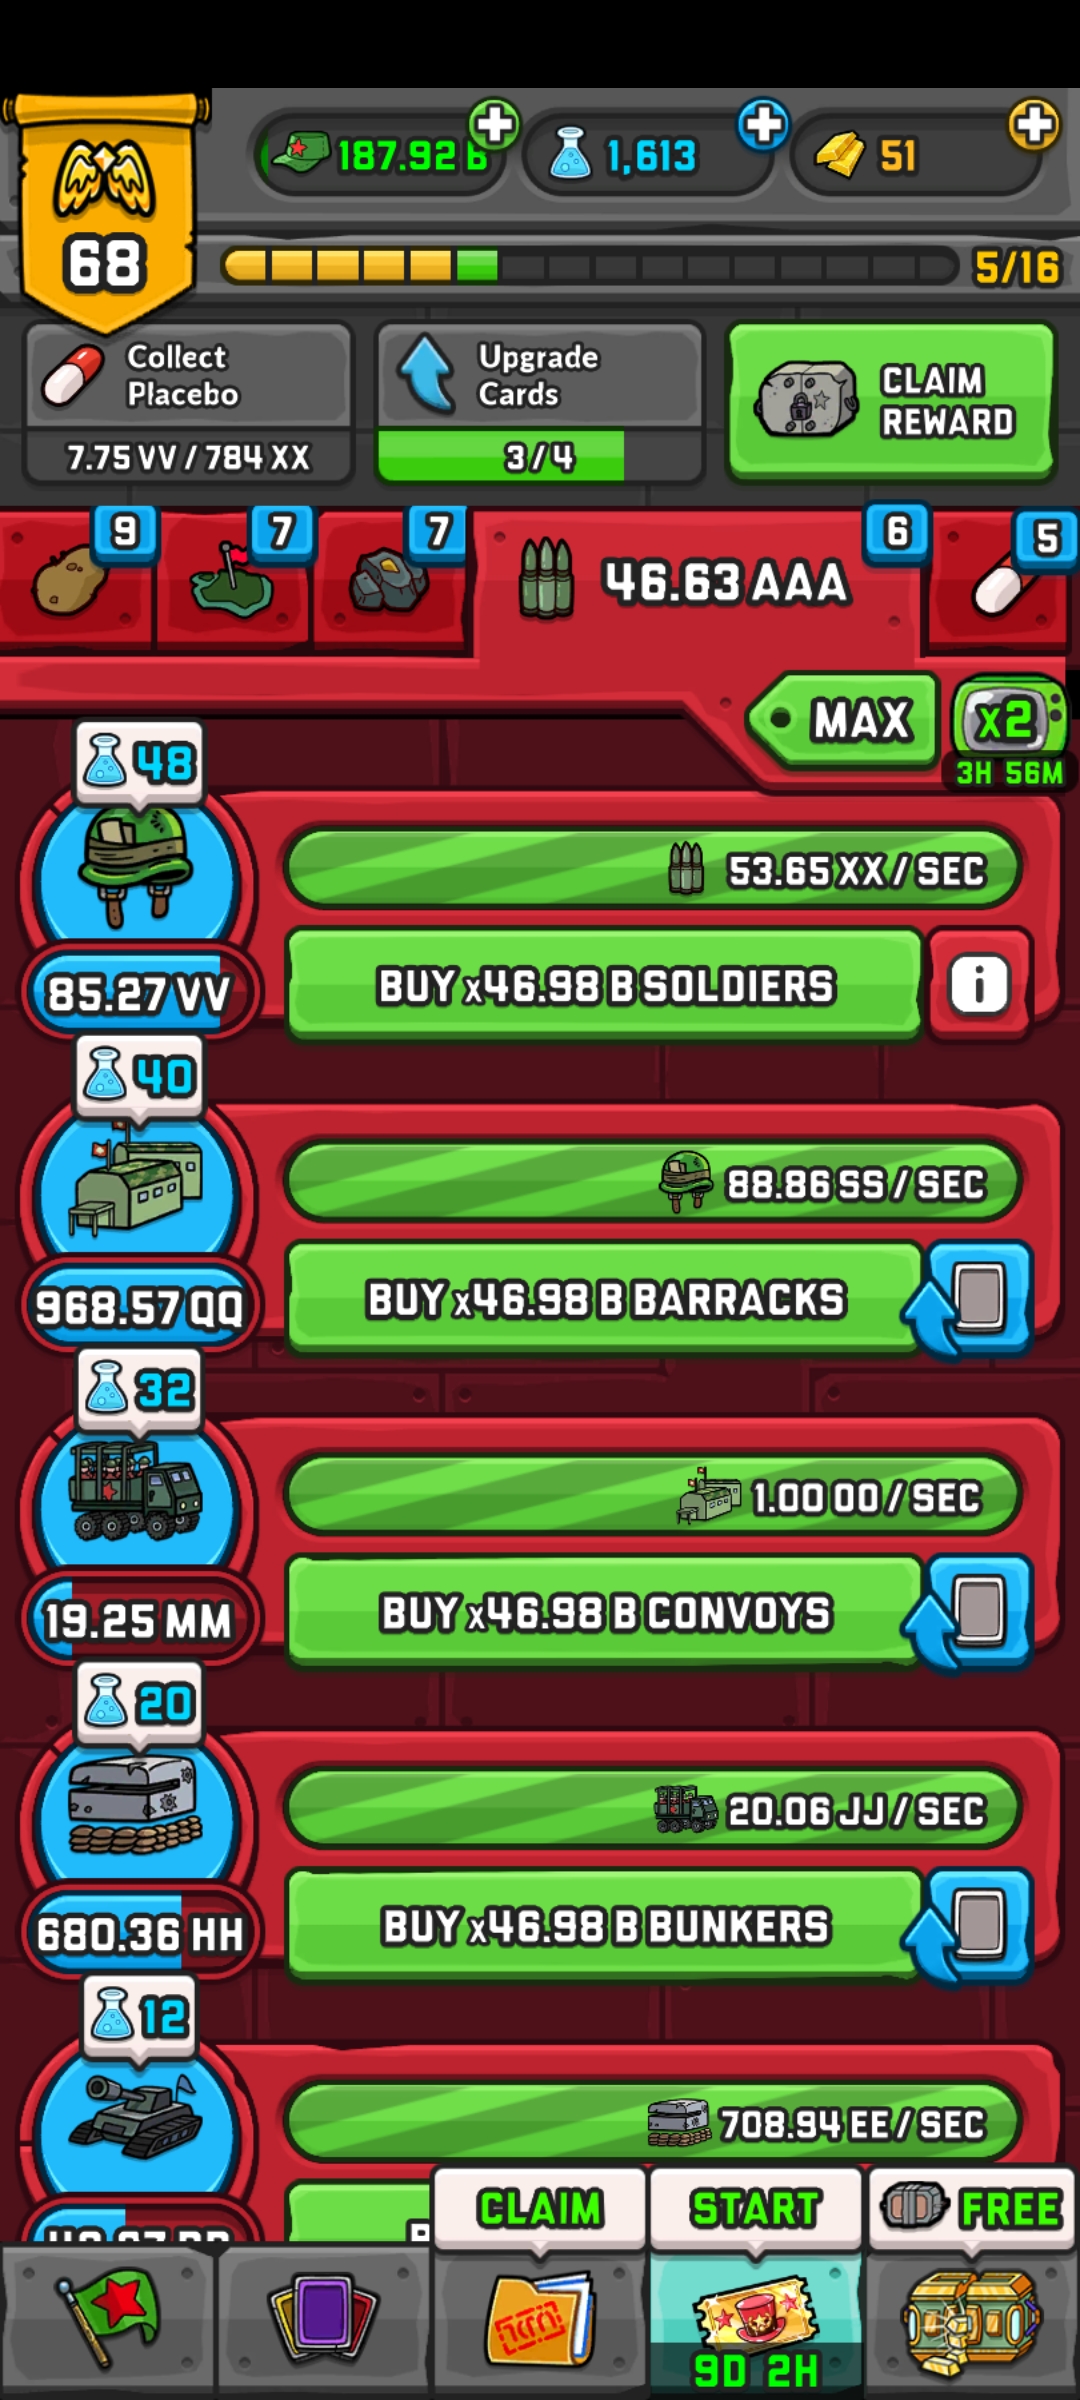 187.92 B
1,613
51
68
5/16
Collect
Placebo
7.75 VV / 784 XX
Upgrade
Cards
3/4
CLAIM
REWARD
9
7
7
46.63 AAA
6
5
MAX
x2
3H 56M
48
53.65 XX / SEC
85.27 VV
BUY x46.98 B SOLDIERS
i
40
88.86 SS / SEC
968.57 QQ
BUY x46.98 B BARRACKS
32
1.00 OO / SEC
19.25 MM
BUY x46.98 B CONVOYS
20
20.06 JJ / SEC
680.36 HH
BUY x46.98 B BUNKERS
12
708.94 EE / SEC
CLAIM
START
FREE
9D 2H